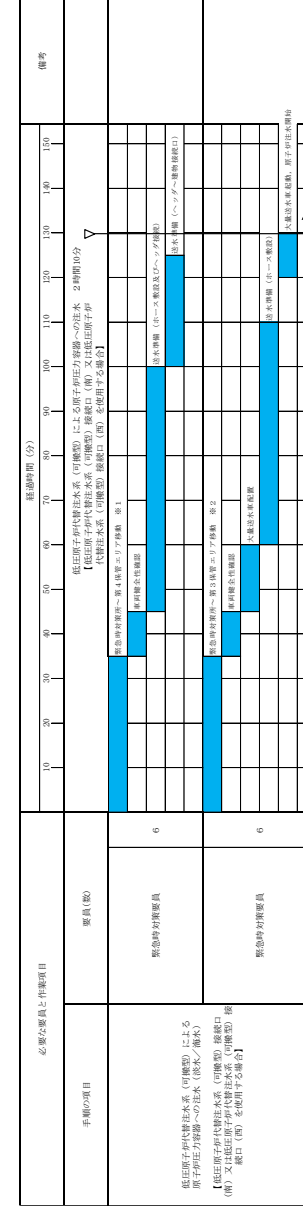 必要な要員と作業項目
経過時間（分）
備考
10
20
30
40
50
60
70
80
90
100
110
120
130
140
150
手順の項目
要員(数)
低圧原子炉代替注水系（可搬型）による原子炉圧力容器への注水　2時間10分
【低圧原子炉代替注水系（可搬型）接続口（南）又は低圧原子炉
代替注水系（可搬型）接続口（西）を使用する場合】
低圧原子炉代替注水系（可搬型）による
原子炉圧力容器への注水（淡水／海水）
【低圧原子炉代替注水系（可搬型）接続口
（南）又は低圧原子炉代替注水系（可搬型）接
続口（西）を使用する場合】
緊急時対策要員
6
緊急時対策所～第４保管エリア移動　※１
車両健全性確認
送水準備（ホース敷設及びヘッダ接続）
送水準備（ヘッダ～建物接続口）
緊急時対策要員
6
緊急時対策所～第３保管エリア移動　※２
車両健全性確認
大量送水車配置
送水準備（ホース敷設）
大量送水車起動，原子炉注水開始